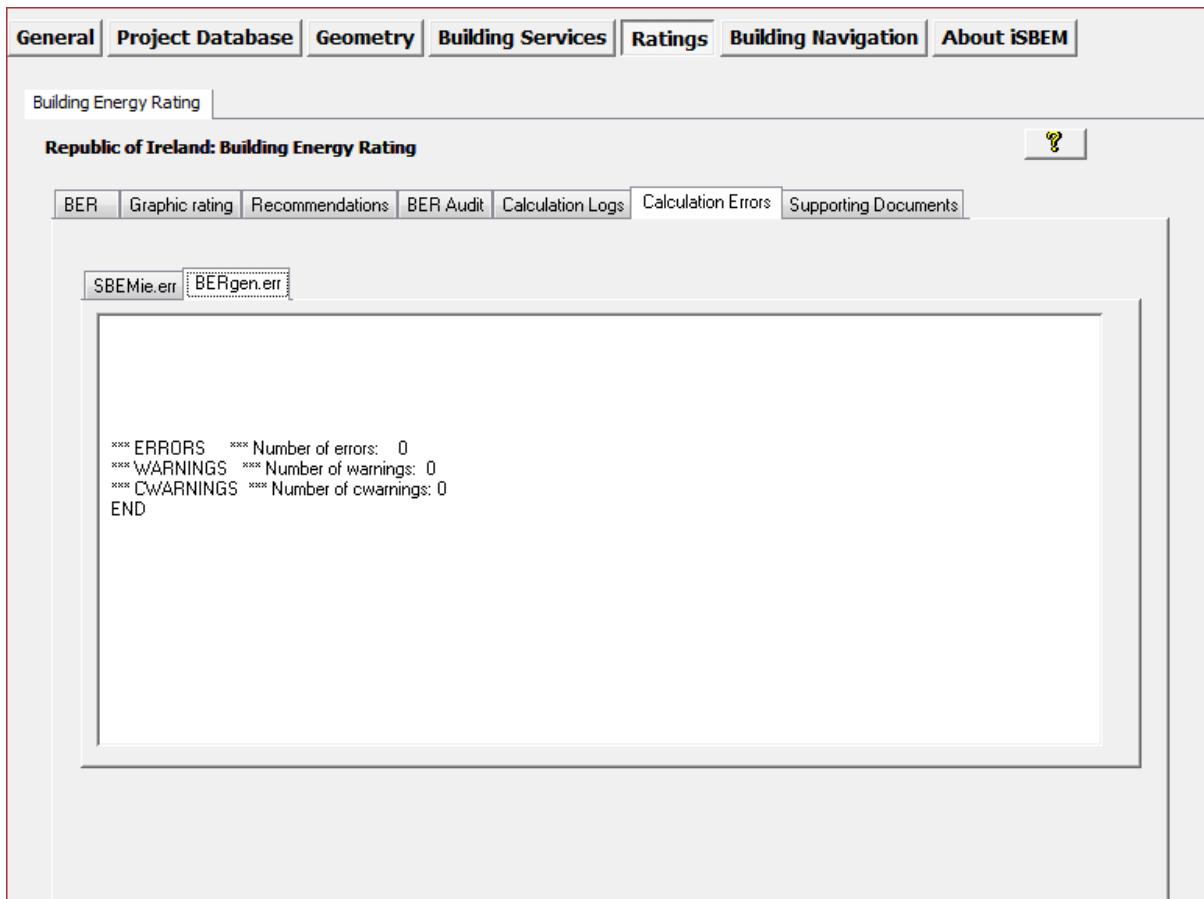 General Project Database Geometry Building Services Ratings Building Navigation About iSBEM
Building Energy Rating
Republic of Ireland: Building Energy Rating ?
BER Graphic rating Recommendations BER Audit Calculation Logs Calculation Errors Supporting Documents
SBEMie.err BERgen.err
*** ERRORS *** Number of errors: 0
*** WARNINGS *** Number of warnings: 0
*** CWARNINGS *** Number of cwarnings: 0
END